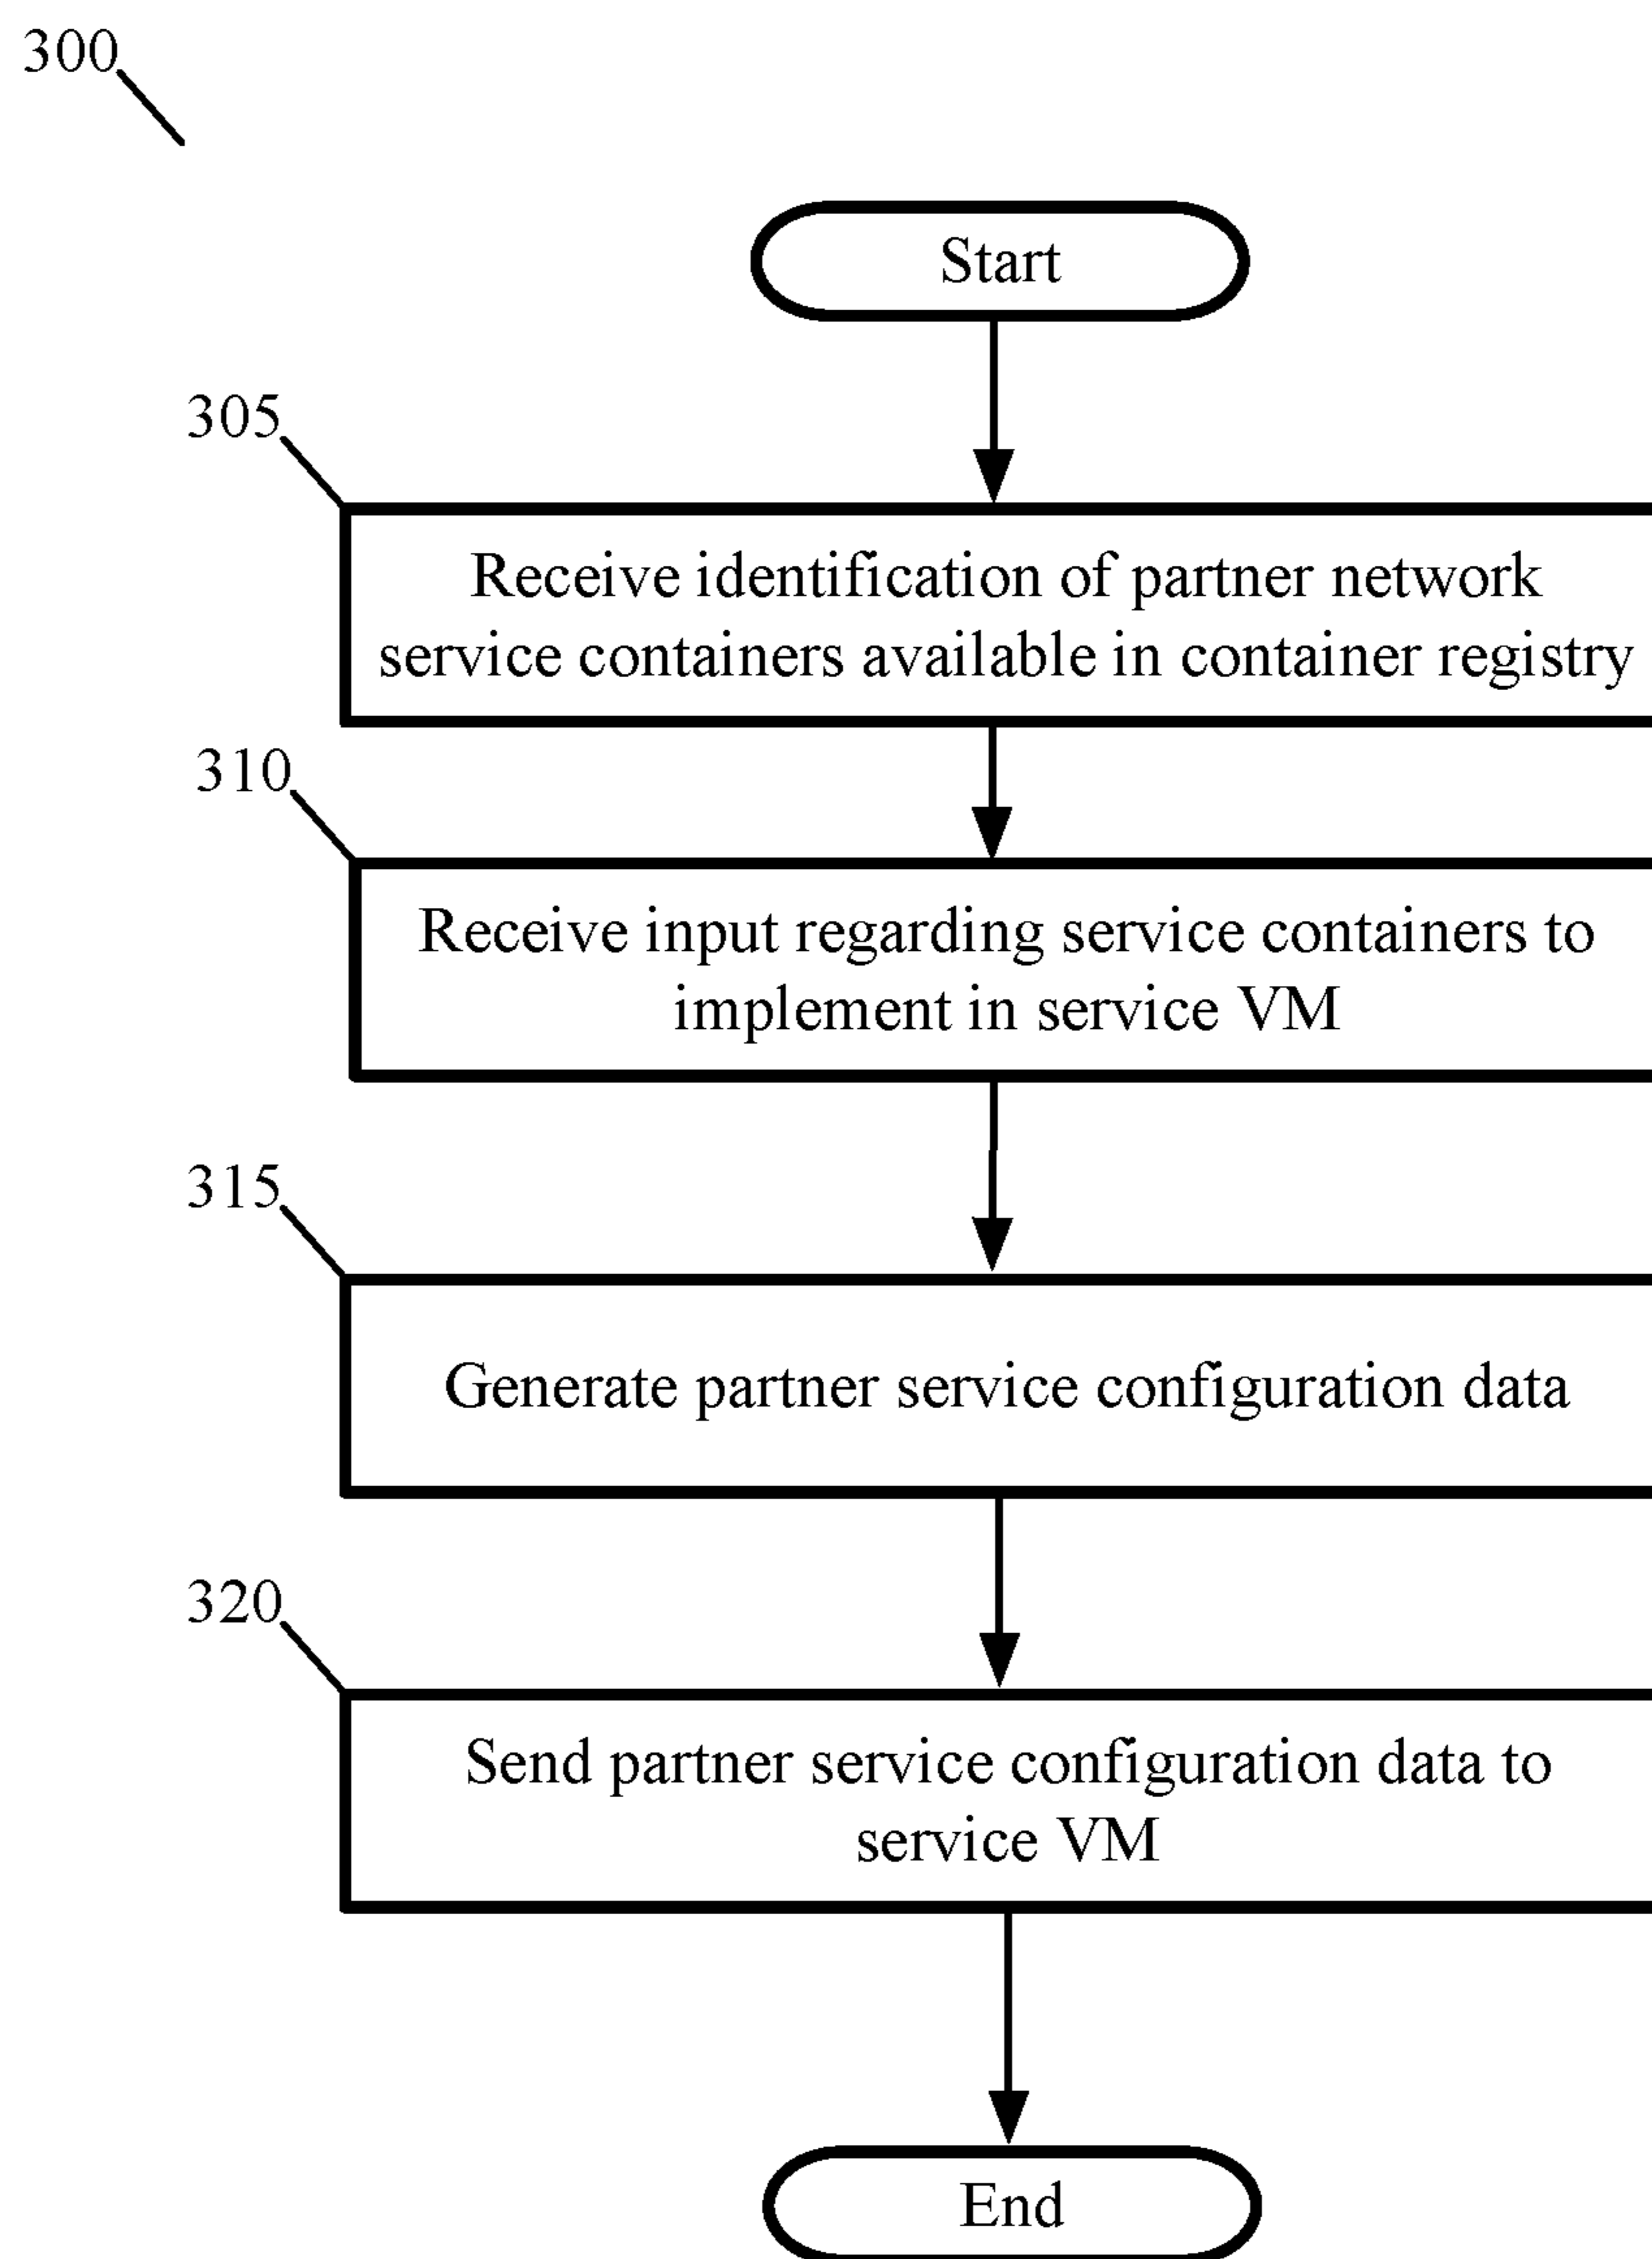 300
Start
305
Receive identification of partner network
service containers available in container registry
310
Receive input regarding service containers to
implement in service VM
315
Generate partner service configuration data
320
Send partner service configuration data to
service VM
End